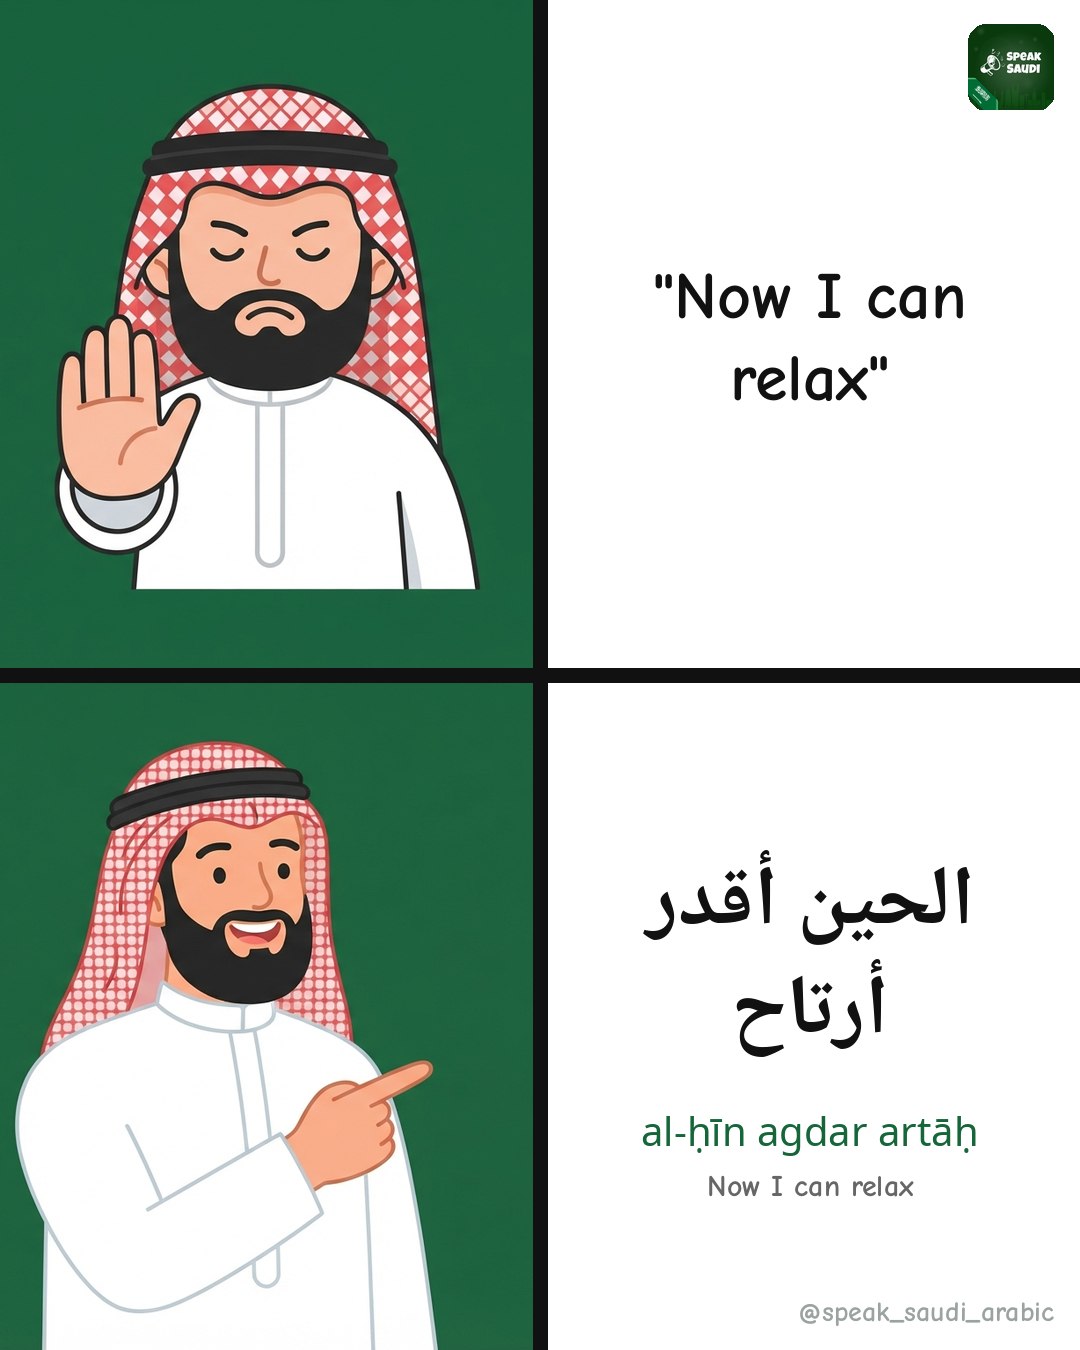 SPEAK
SAUDI
"Now I can
relax"
الحين أقدر
أرتاح
al-ḥīn agdar artāḥ
Now I can relax
@speak_saudi_arabic